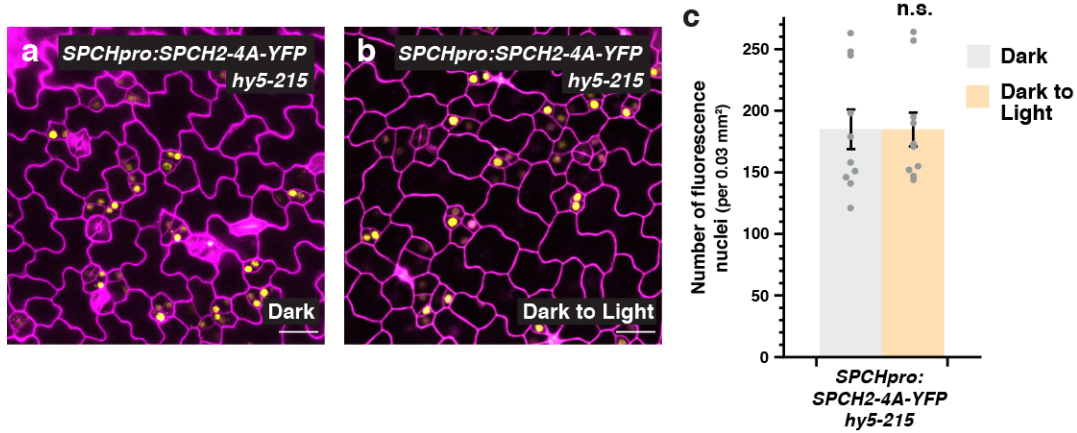 a
SPCHpro:SPCH2-4A-YFP
hy5-215
Dark
b
SPCHpro:SPCH2-4A-YFP
hy5-215
Dark to Light
c
n.s.
Number of fluorescence
nuclei (per 0.03 mm²)
250
200
150
100
50
0
SPCHpro:
SPCH2-4A-YFP
hy5-215
Dark
Dark to
Light